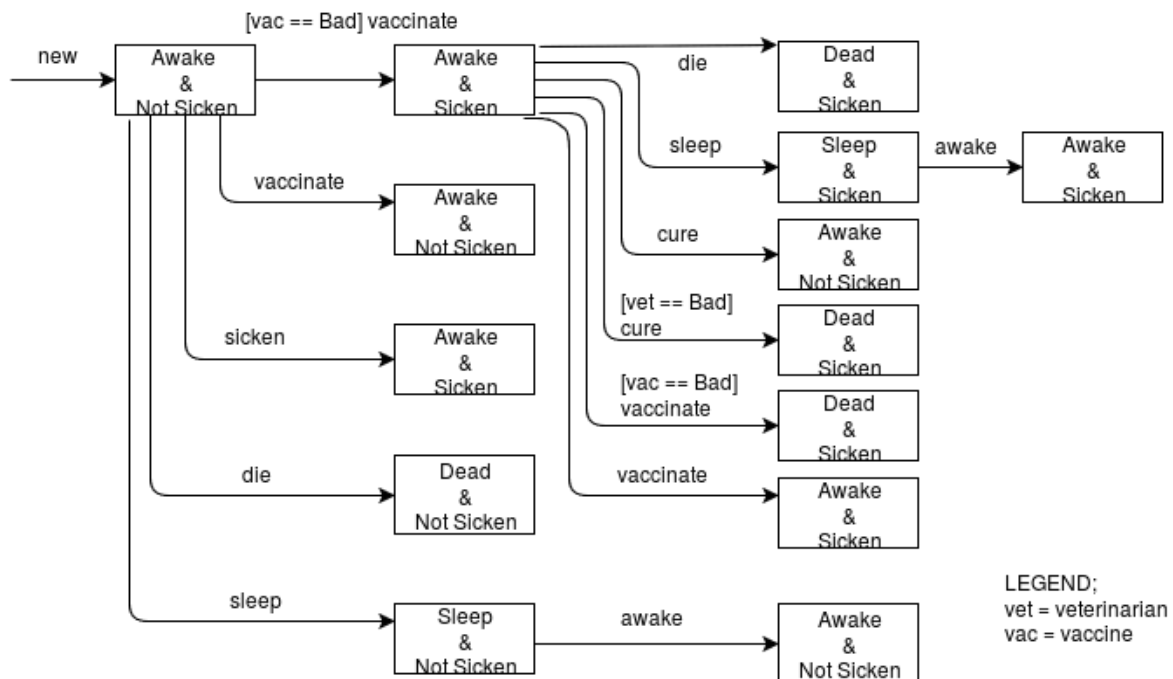 [vac == Bad] vaccinate
new
Awake
&
Not Sicken
Awake
&
Sicken
die
Dead
&
Sicken
sleep
Sleep
&
Sicken
awake
Awake
&
Sicken
vaccinate
Awake
&
Not Sicken
cure
Awake
&
Not Sicken
[vet == Bad]
cure
Dead
&
Sicken
sicken
Awake
&
Sicken
[vac == Bad]
vaccinate
Dead
&
Sicken
die
Dead
&
Not Sicken
vaccinate
Awake
&
Sicken
sleep
Sleep
&
Not Sicken
awake
Awake
&
Not Sicken
LEGEND;
vet = veterinarian
vac = vaccine